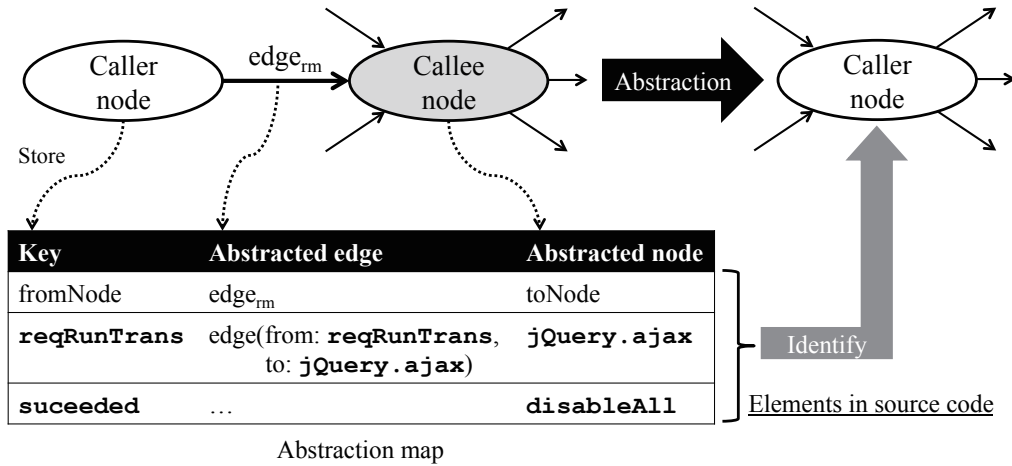 Caller
node
edge_rm
Callee
node
Abstraction
Caller
node
Store
Key Abstracted edge Abstracted node
fromNode edge_rm toNode
reqRunTrans edge(from: reqRunTrans, jQuery.ajax
to: jQuery.ajax)
suceeded … disableAll
Identify
Elements in source code
Abstraction map